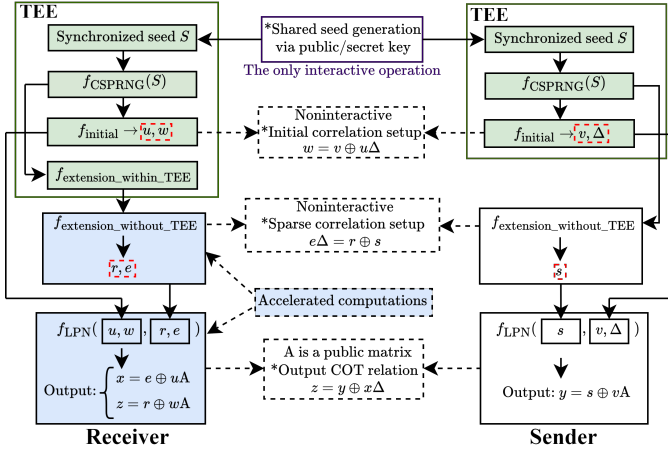 TEE
Synchronized seed S
f_CSPRNG(S)
f_initial → u, w
f_extension_within_TEE
*Shared seed generation
via public/secret key
The only interactive operation
TEE
Synchronized seed S
f_CSPRNG(S)
f_initial → v, Δ
Noninteractive
*Initial correlation setup
w = v ⊕ uΔ
f_extension_without_TEE
r, e
Noninteractive
*Sparse correlation setup
eΔ = r ⊕ s
f_extension_without_TEE
s
Accelerated computations
f_LPN( u, w , r, e )
Output: { x = e ⊕ uA
z = r ⊕ wA
A is a public matrix
*Output COT relation
z = y ⊕ xΔ
f_LPN( s , v, Δ )
Output: y = s ⊕ vA
Receiver
Sender